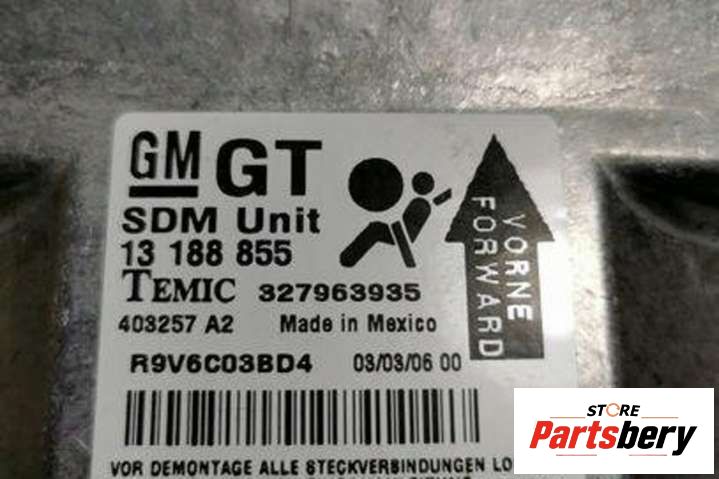 GM GT
SDM Unit
13 188 855
TEMIC 327963935
403257 A2 Made in Mexico
R9V6C03BD4 03/03/06 00
VORNE
FORWARD
VOR DEMONTAGE ALLE STECKVERBINDUNGEN
STORE
Partsbery